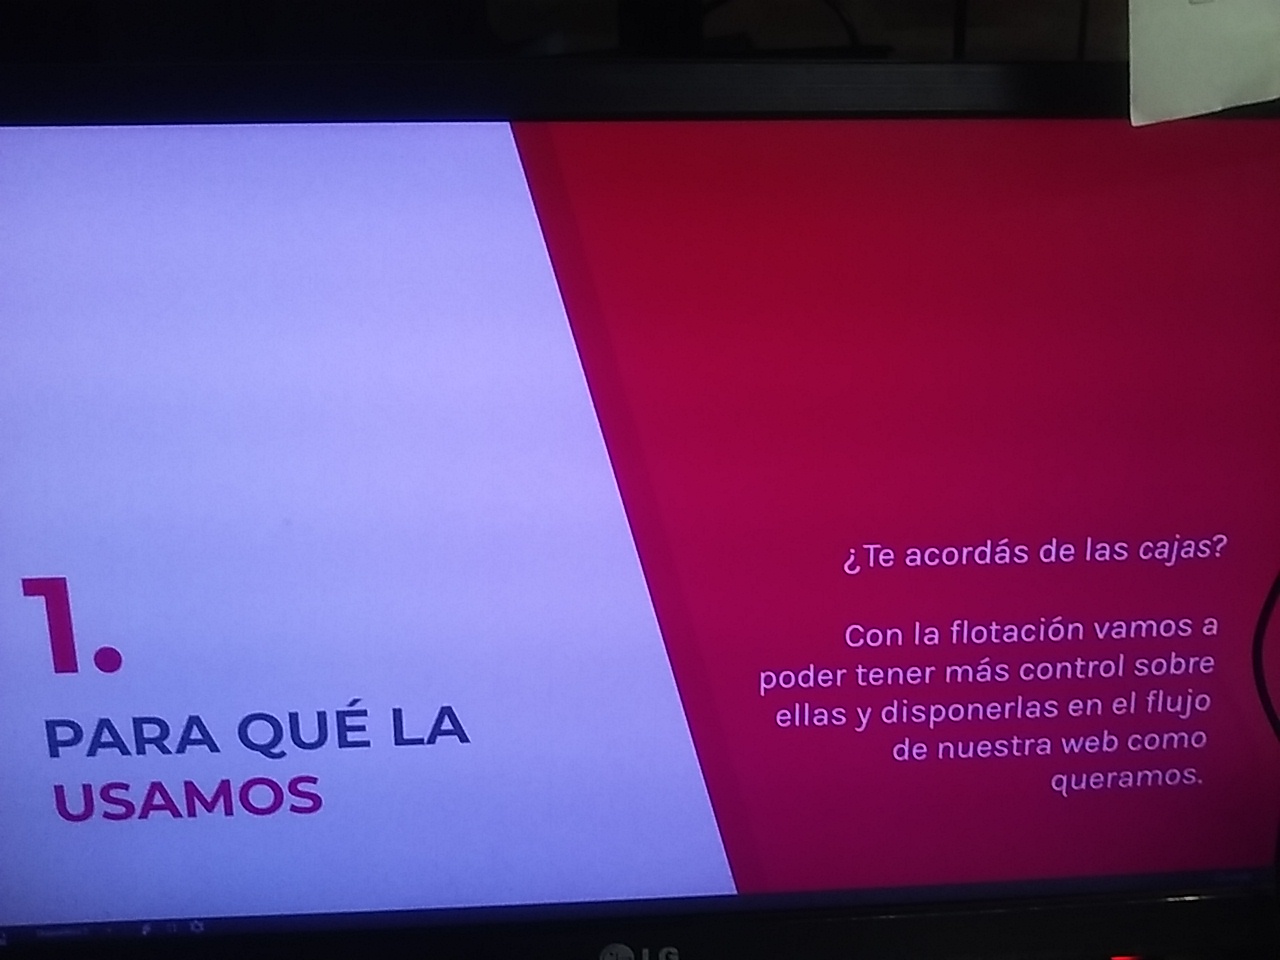 1.
PARA QUÉ LA
USAMOS
¿Te acordás de las cajas?
Con la flotación vamos a
poder tener más control sobre
ellas y disponerlas en el flujo
de nuestra web como
queramos.
LG